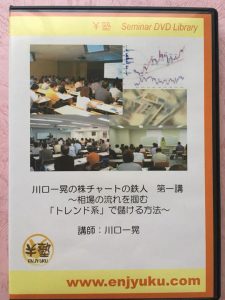 ¥塾 Seminar DVD Library
川口一晃の株チャートの鉄人 第一講
～相場の流れを掴む
「トレンド系」で儲ける方法～
講師：川口一晃
www.enjyuku.com